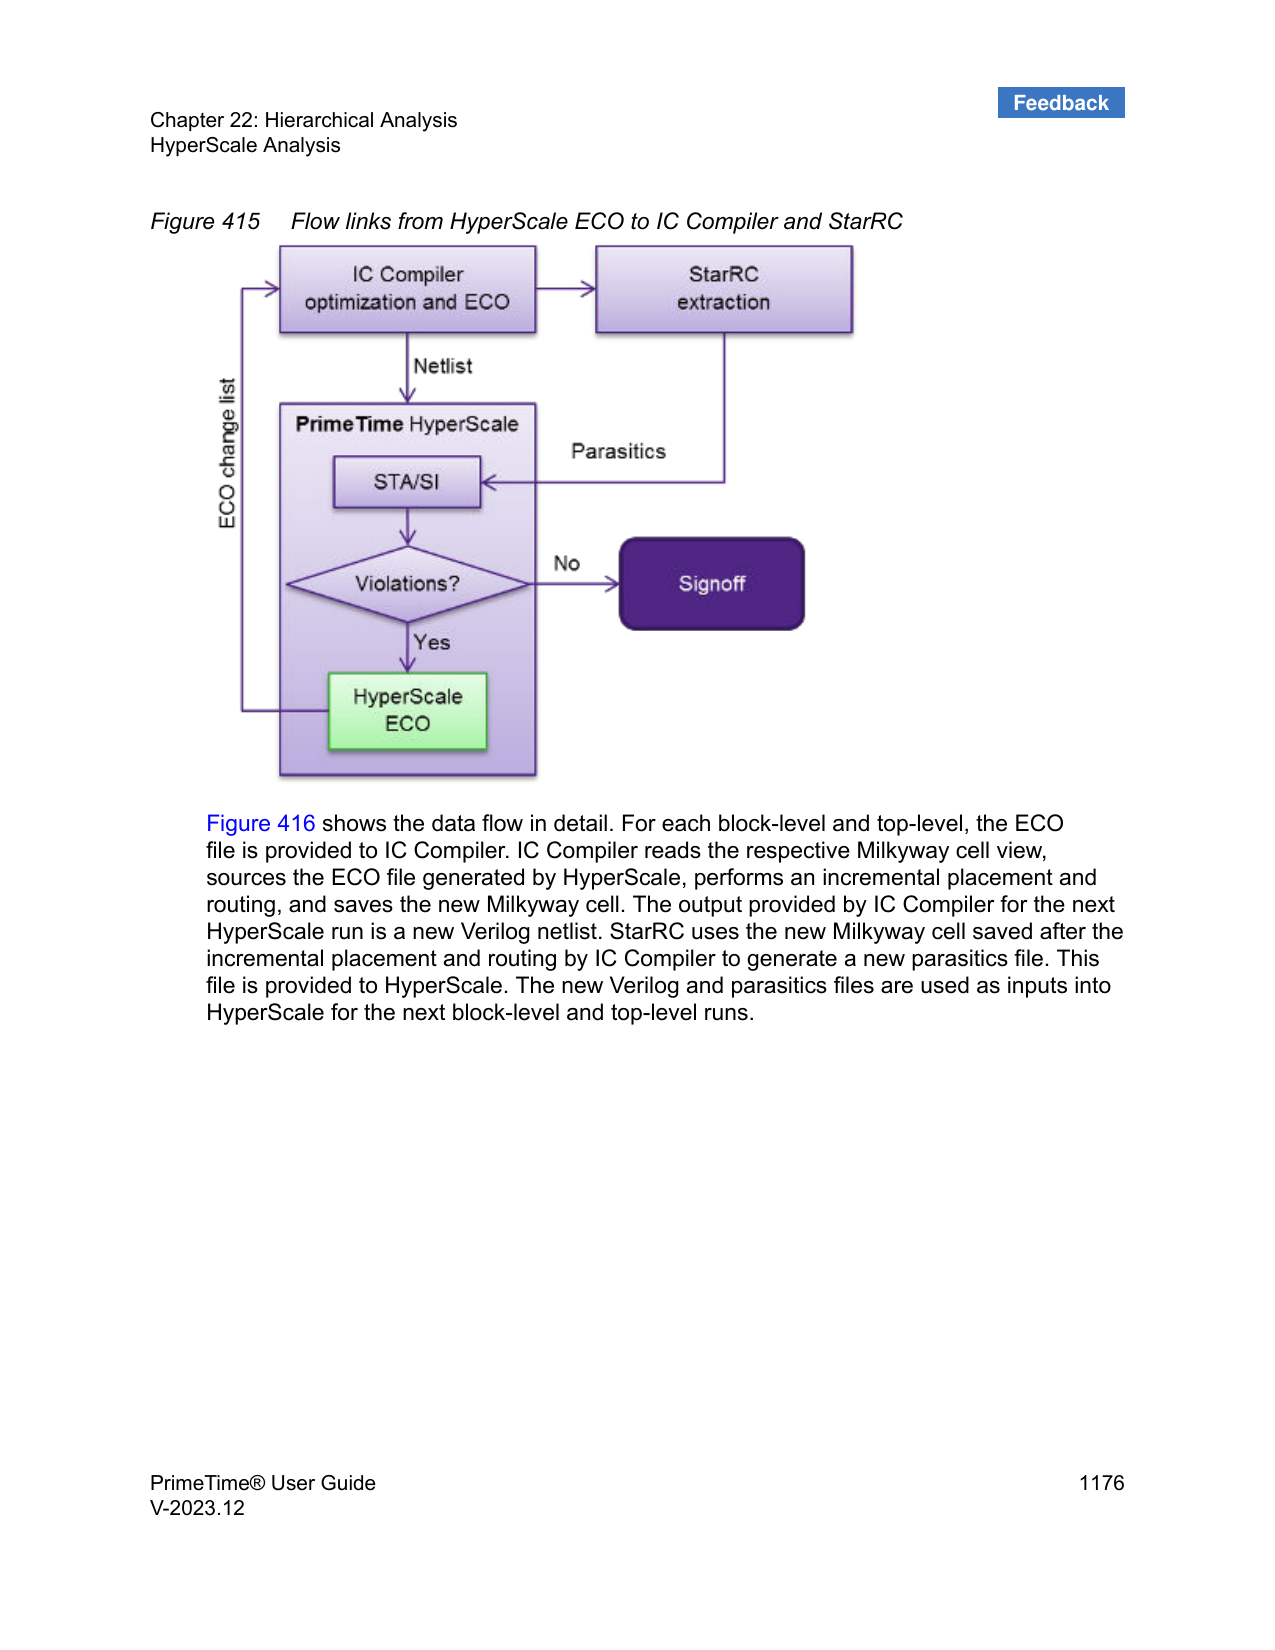 Feedback
Chapter 22: Hierarchical Analysis
HyperScale Analysis
Figure 415 Flow links from HyperScale ECO to IC Compiler and StarRC
IC Compiler
optimization and ECO
StarRC
extraction
Netlist
ECO change list
PrimeTime HyperScale
Parasitics
STA/SI
No
Violations?
Signoff
Yes
HyperScale
ECO
Figure 416 shows the data flow in detail. For each block-level and top-level, the ECO
file is provided to IC Compiler. IC Compiler reads the respective Milkyway cell view,
sources the ECO file generated by HyperScale, performs an incremental placement and
routing, and saves the new Milkyway cell. The output provided by IC Compiler for the next
HyperScale run is a new Verilog netlist. StarRC uses the new Milkyway cell saved after the
incremental placement and routing by IC Compiler to generate a new parasitics file. This
file is provided to HyperScale. The new Verilog and parasitics files are used as inputs into
HyperScale for the next block-level and top-level runs.
PrimeTime® User Guide
V-2023.12
1176